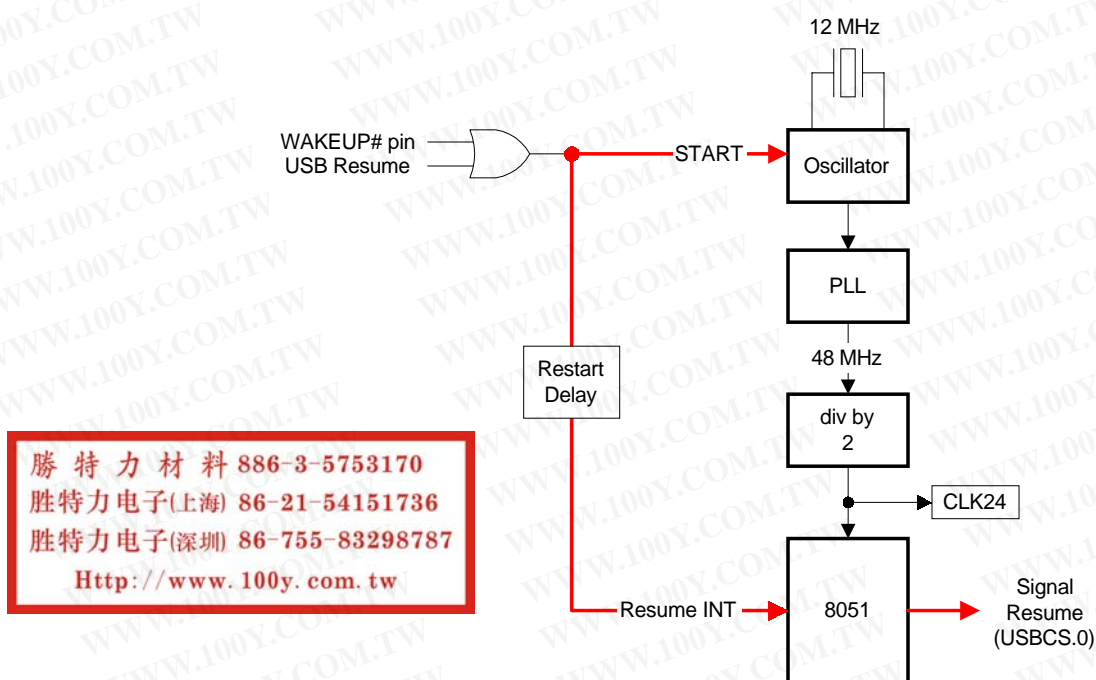 12 MHz
WAKEUP# pin
USB Resume
START
Oscillator
PLL
48 MHz
Restart
Delay
div by
2
CLK24
勝 特 力 材 料 886-3-5753170
胜特力电子(上海) 86-21-54151736
胜特力电子(深圳) 86-755-83298787
Http://www. 100y. com. tw
Resume INT
8051
Signal
Resume
(USBCS.0)
WWW.100Y.COM.TW